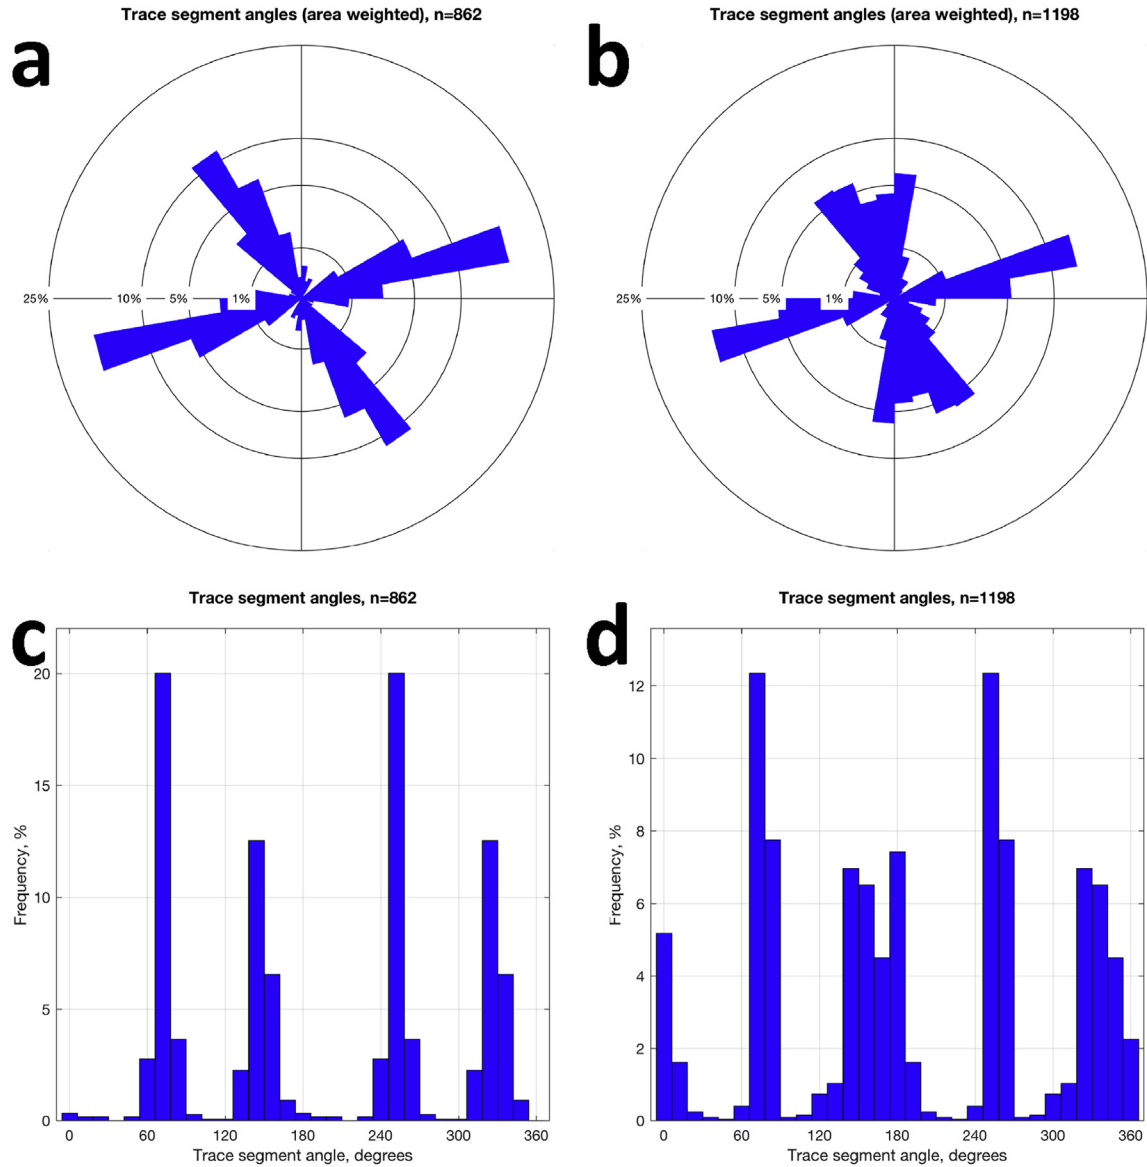 Trace segment angles (area weighted), n=862
Trace segment angles (area weighted), n=1198
a
b
25% 10% 5% 1%
25% 10% 5% 1%
Trace segment angles, n=862
Trace segment angles, n=1198
c
d
Frequency, %
20
15
10
5
0
0 60 120 180 240 300 360
Trace segment angle, degrees
Frequency, %
12
10
8
6
4
2
0
0 60 120 180 240 300 360
Trace segment angle, degrees